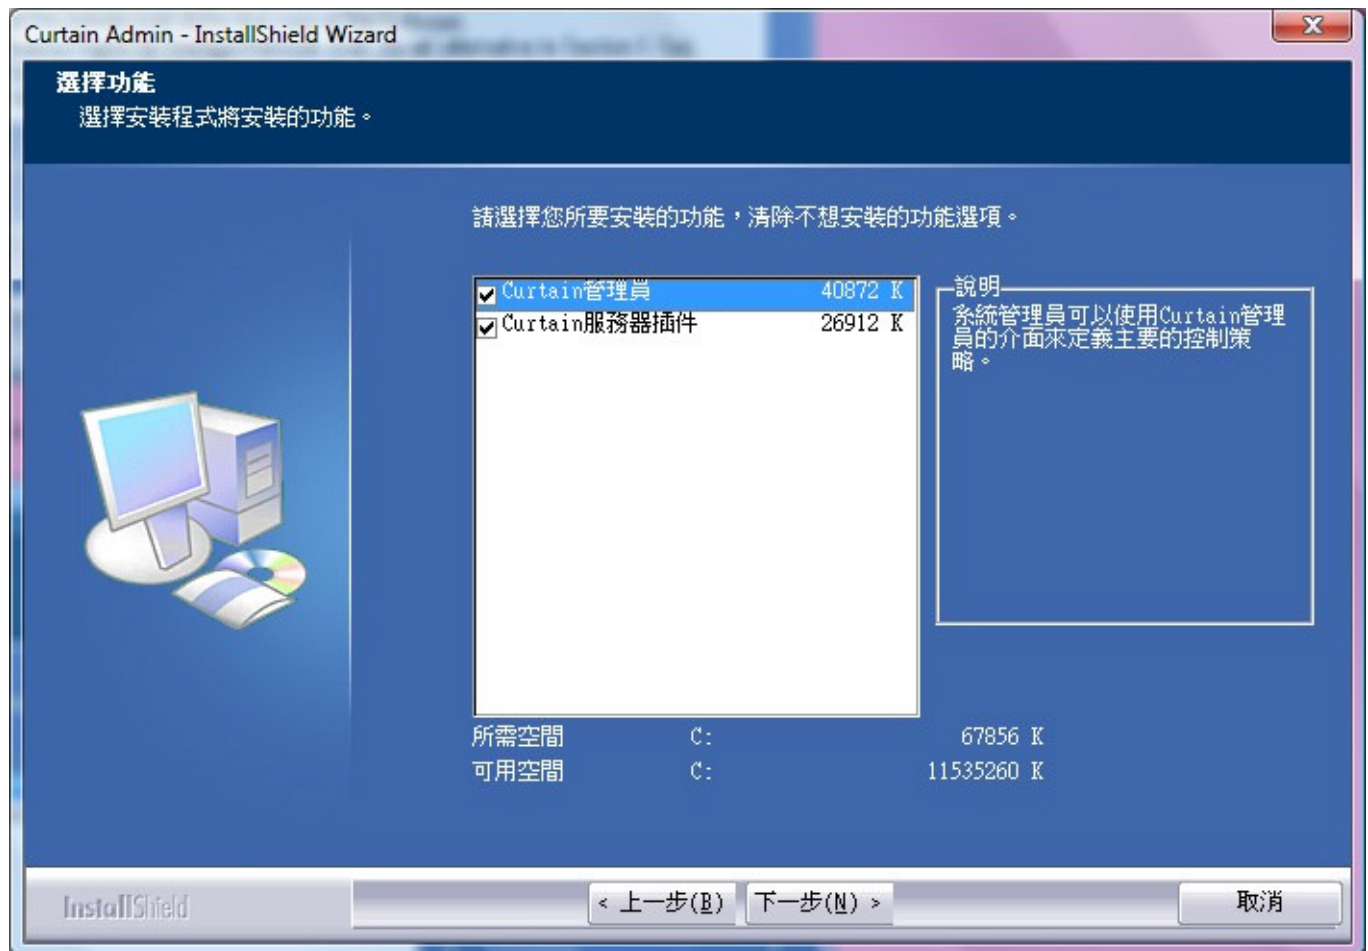 Curtain Admin - InstallShield Wizard
選擇功能
選擇安裝程式將安裝的功能。
請選擇您所要安裝的功能，清除不想安裝的功能選項。
Curtain管理員 40872 K
Curtain服務器插件 26912 K
說明
系統管理員可以使用Curtain管理
員的介面來定義主要的控制策
略。
所需空間 C: 67856 K
可用空間 C: 11535260 K
InstallShield
< 上一步(B) 下一步(N) > 取消